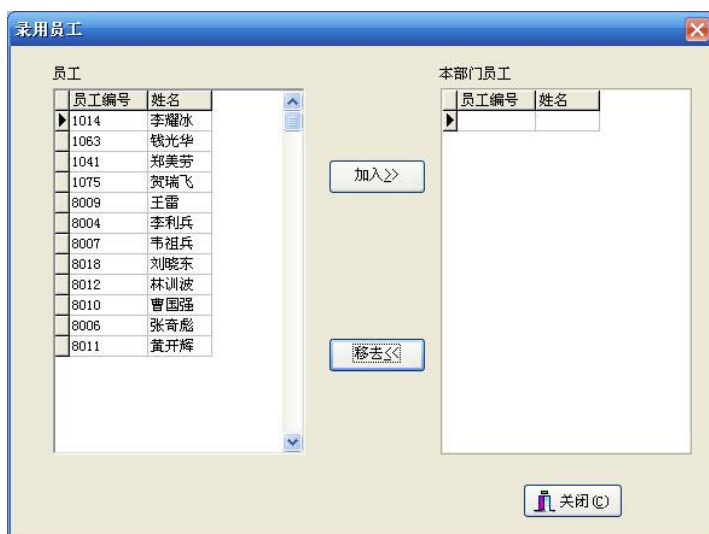 录用员工
员工
本部门员工
员工编号 姓名
员工编号 姓名
1014 李耀冰
1063 钱光华
1041 郑美芳
1075 贺瑞飞
8009 王雷
8004 李利兵
8007 韦祖兵
8018 刘晓东
8012 林训波
8010 曹国强
8006 张奇彪
8011 黄开辉
加入>>
移去<<
关闭(C)